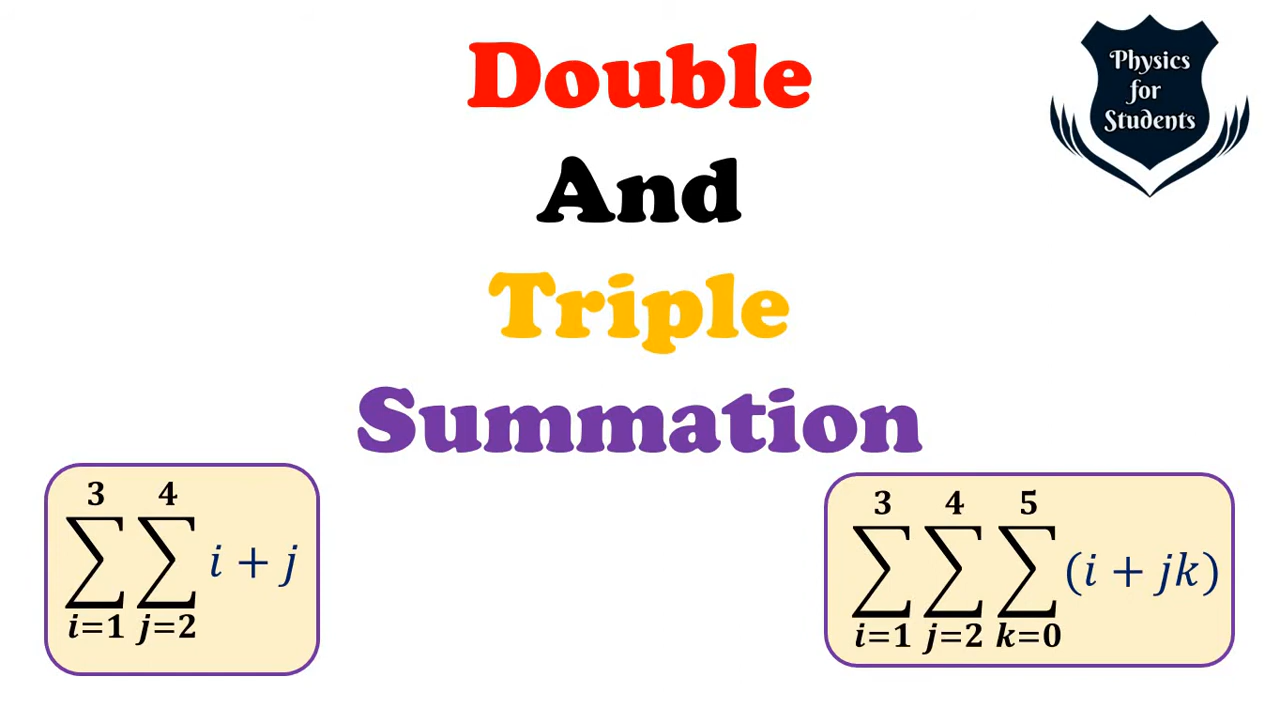 Double
And
Triple
Summation
Physics
for
Students
3 4
∑ ∑ i + j
i=1 j=2
3 4 5
∑ ∑ ∑ (i + jk)
i=1 j=2 k=0